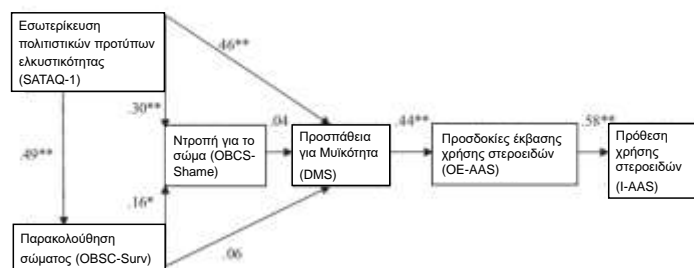 Εσωτερίκευση
πολιτιστικών προτύπων
ελκυστικότητας
(SATAQ-1)
.46**
.30**
.04
.44**
.58**
Ντροπή για το
σώμα (OBCS-
Shame)
Προσπάθεια
για Μυϊκότητα
(DMS)
Προσδοκίες έκβασης
χρήσης στεροειδών
(OE-AAS)
Πρόθεση
χρήσης
στεροειδών
(I-AAS)
.49**
.16*
.06
Παρακολούθηση
σώματος (OBSC-Surv)